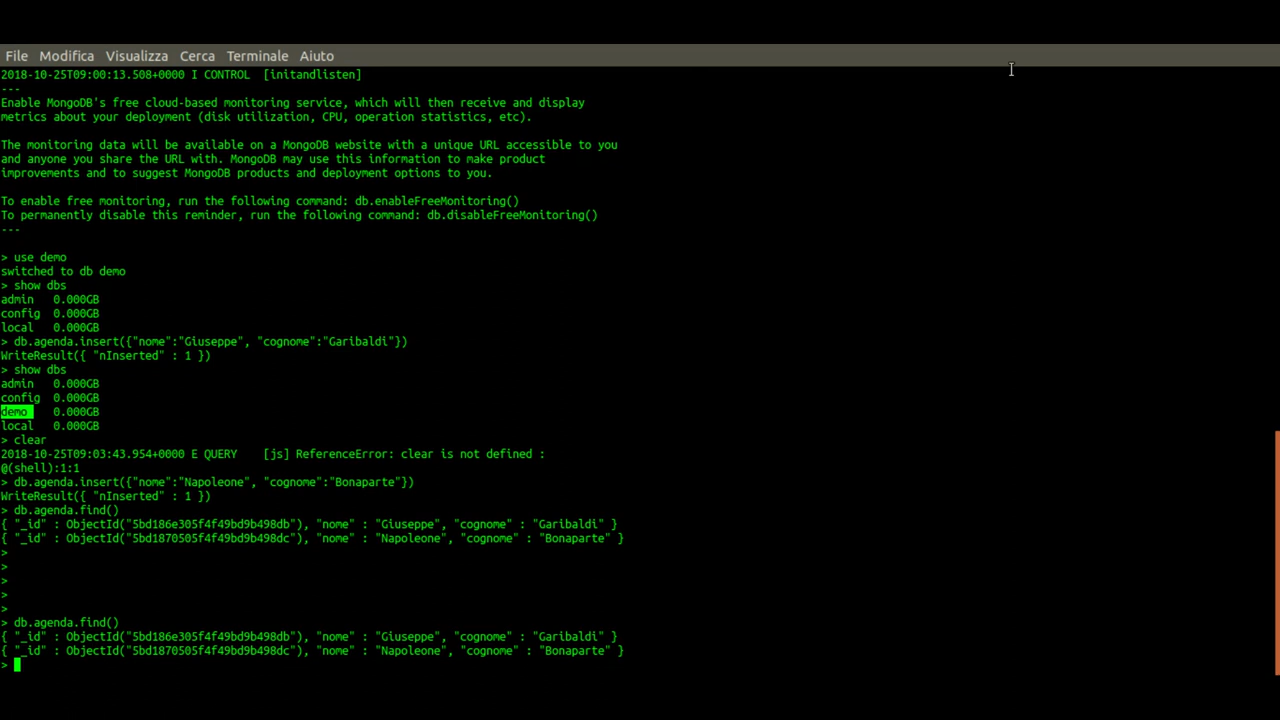 File Modifica Visualizza Cerca Terminale Aiuto
2018-10-25T09:00:13.508+0000 I CONTROL  [initandlisten]
---
Enable MongoDB's free cloud-based monitoring service, which will then receive and display
metrics about your deployment (disk utilization, CPU, operation statistics, etc).
The monitoring data will be available on a MongoDB website with a unique URL accessible to you
and anyone you share the URL with. MongoDB may use this information to make product
improvements and to suggest MongoDB products and deployment options to you.
To enable free monitoring, run the following command: db.enableFreeMonitoring()
To permanently disable this reminder, run the following command: db.disableFreeMonitoring()
---
> use demo
switched to db demo
> show dbs
admin   0.000GB
config  0.000GB
local   0.000GB
> db.agenda.insert({"nome":"Giuseppe", "cognome":"Garibaldi"})
WriteResult({ "nInserted" : 1 })
> show dbs
admin   0.000GB
config  0.000GB
demo    0.000GB
local   0.000GB
> clear
2018-10-25T09:03:43.954+0000 E QUERY    [js] ReferenceError: clear is not defined :
@(shell):1:1
> db.agenda.insert({"nome":"Napoleone", "cognome":"Bonaparte"})
WriteResult({ "nInserted" : 1 })
> db.agenda.find()
{ "_id" : ObjectId("5bd186e305f4f49bd9b498db"), "nome" : "Giuseppe", "cognome" : "Garibaldi" }
{ "_id" : ObjectId("5bd1870505f4f49bd9b498dc"), "nome" : "Napoleone", "cognome" : "Bonaparte" }
>
>
>
>
>
> db.agenda.find()
{ "_id" : ObjectId("5bd186e305f4f49bd9b498db"), "nome" : "Giuseppe", "cognome" : "Garibaldi" }
{ "_id" : ObjectId("5bd1870505f4f49bd9b498dc"), "nome" : "Napoleone", "cognome" : "Bonaparte" }
>